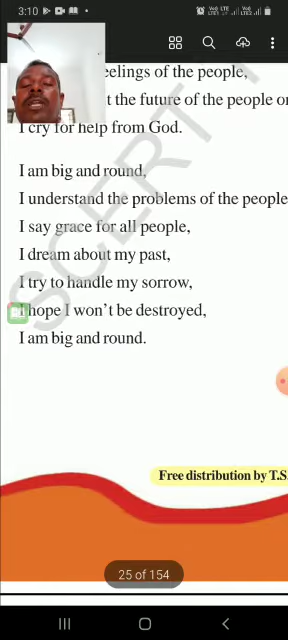 3:10
eelings of the people,
t the future of the people or
I cry for help from God.
I am big and round,
I understand the problems of the people
I say grace for all people,
I dream about my past,
I try to handle my sorrow,
I hope I won't be destroyed,
I am big and round.
SCERT
Free distribution by T.S.
25 of 154